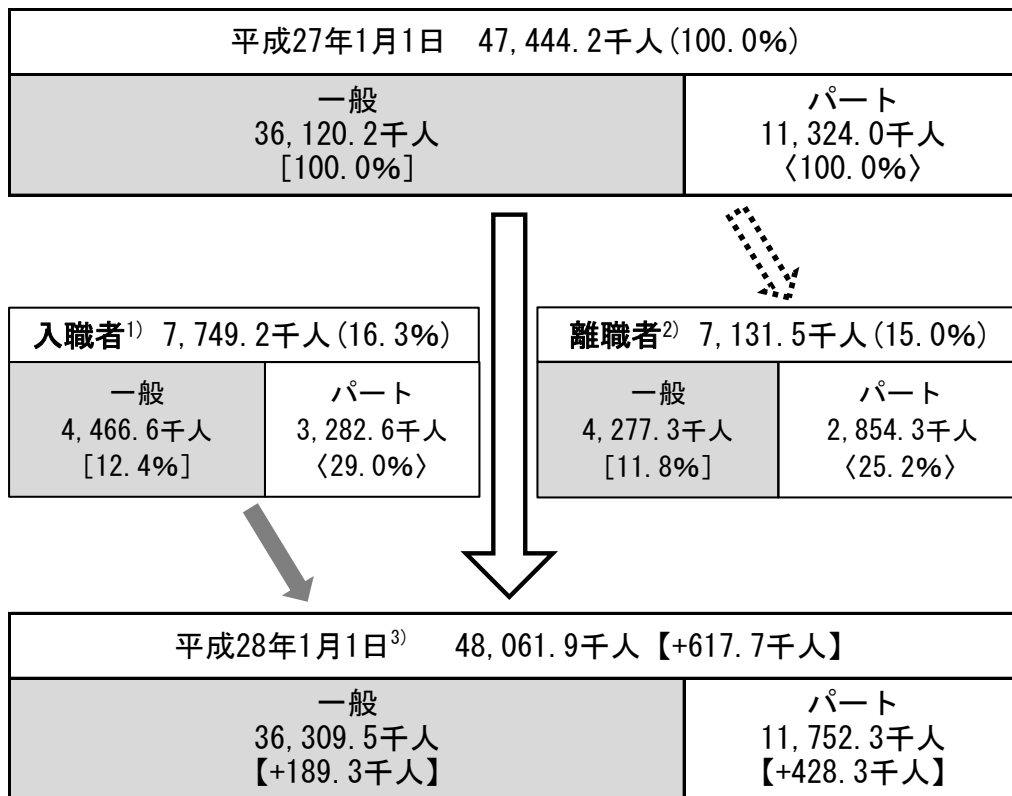 平成27年1月1日 47,444.2千人(100.0%)
一般
36,120.2千人
[100.0%]
パート
11,324.0千人
〈100.0%〉
入職者1) 7,749.2千人(16.3%)
一般
4,466.6千人
[12.4%]
パート
3,282.6千人
〈29.0%〉
離職者2) 7,131.5千人(15.0%)
一般
4,277.3千人
[11.8%]
パート
2,854.3千人
〈25.2%〉
平成28年1月1日3) 48,061.9千人【+617.7千人】
一般
36,309.5千人
【+189.3千人】
パート
11,752.3千人
【+428.3千人】